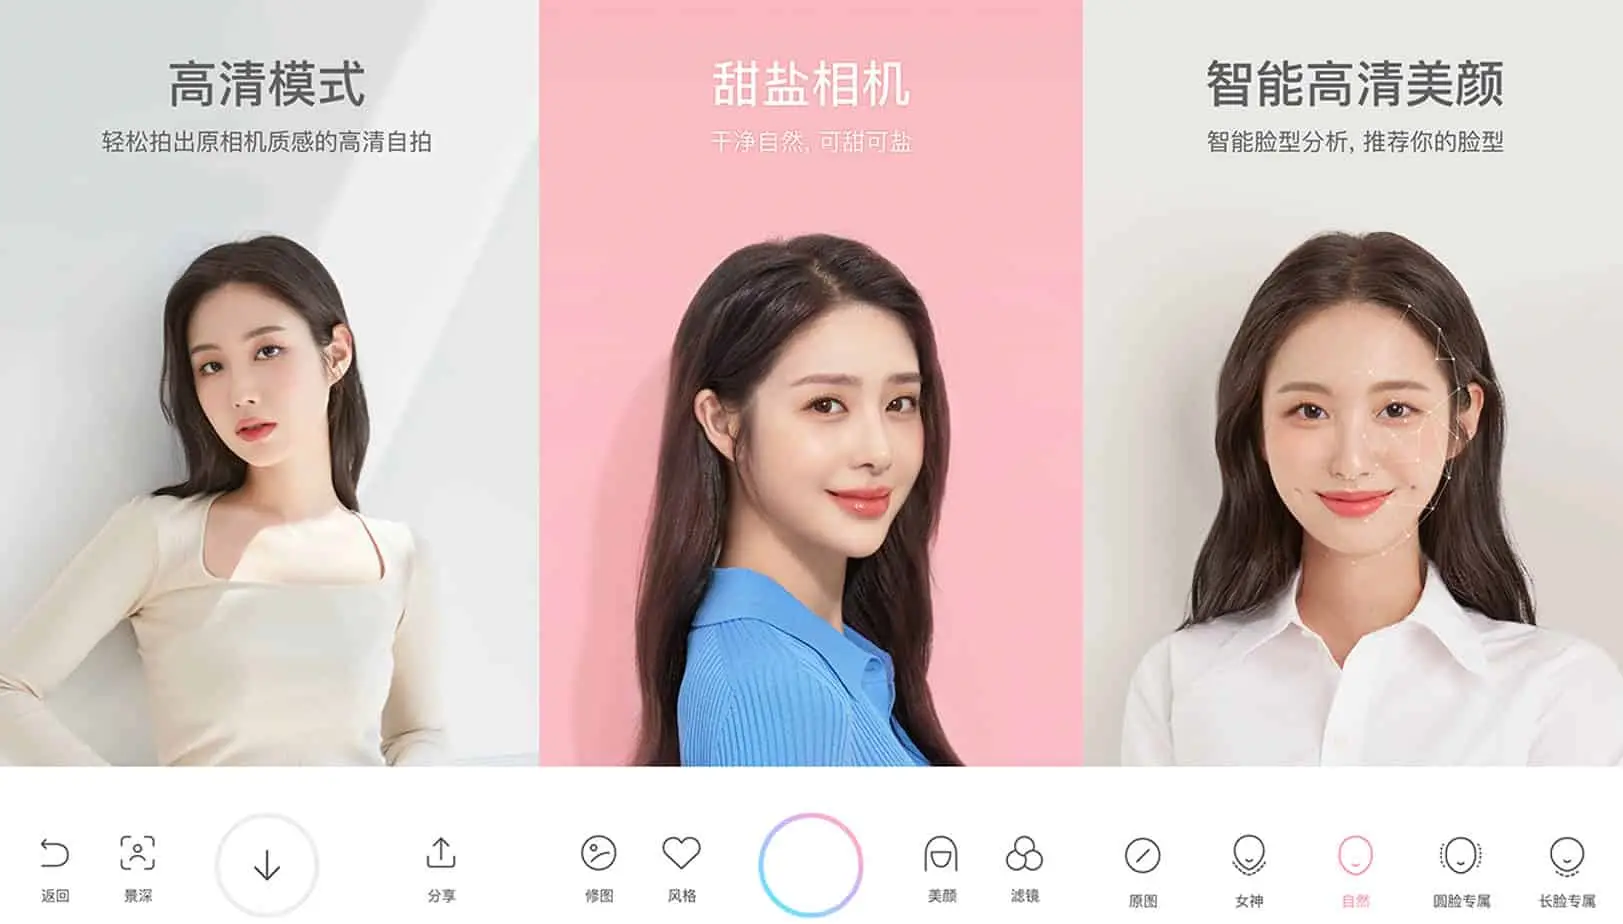 高清模式
轻松拍出原相机质感的高清自拍
甜盐相机
干净自然, 可甜可盐
智能高清美颜
智能脸型分析, 推荐你的脸型
返回
景深
分享
修图
风格
美颜
滤镜
原图
女神
自然
圆脸专属
长脸专属